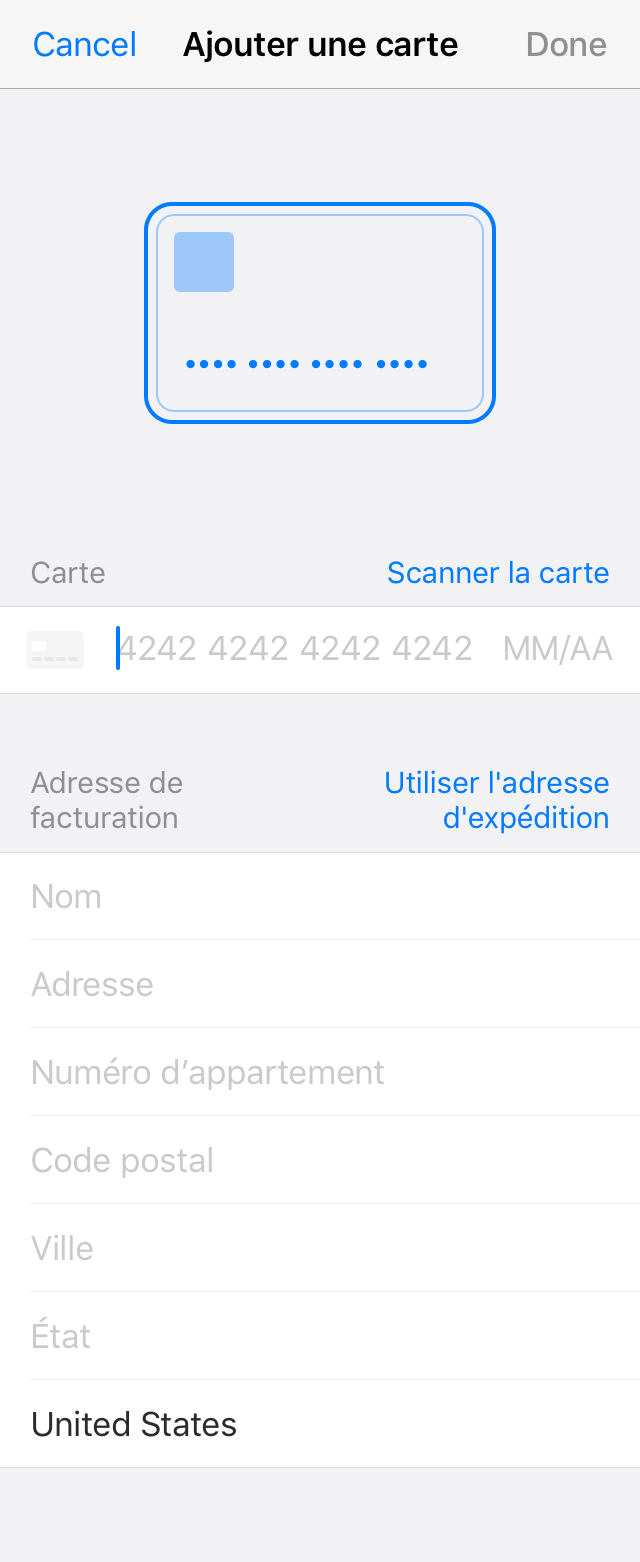 Cancel Ajouter une carte Done
•••• •••• •••• ••••
Carte Scanner la carte
4242 4242 4242 4242 MM/AA
Adresse de Utiliser l'adresse
facturation d'expédition
Nom
Adresse
Numéro d’appartement
Code postal
Ville
État
United States